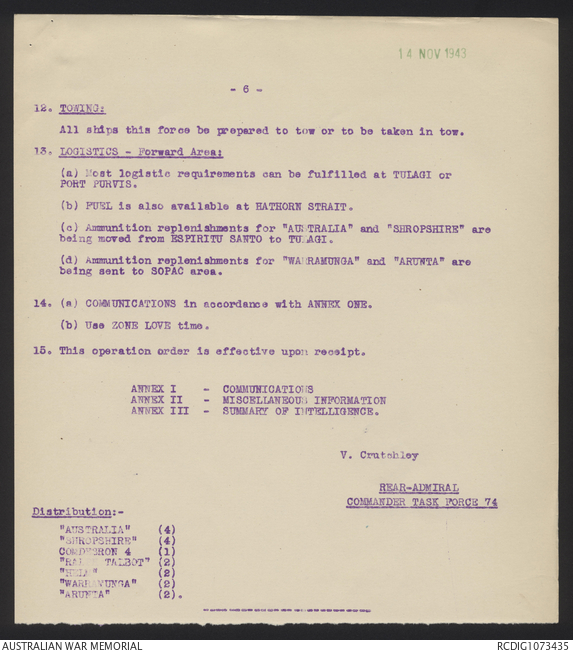 14 NOV 1943
- 6 -
12. TOWING:
All ships this force be prepared to tow or to be taken in tow.
13. LOGISTICS - Forward Area:
(a) Most logistic requirements can be fulfilled at TULAGI or
PORT PURVIS.
(b) FUEL is also available at HATHORN STRAIT.
(c) Ammunition replenishments for "AUSTRALIA" and "SHROPSHIRE" are
being moved from ESPIRITU SANTO to TULAGI.
(d) Ammunition replenishments for "WARRAMUNGA" and "ARUNTA" are
being sent to SOPAC area.
14. (a) COMMUNICATIONS in accordance with ANNEX ONE.
(b) Use ZONE LOVE time.
15. This operation order is effective upon receipt.
ANNEX I - COMMUNICATIONS
ANNEX II - MISCELLANEOUS INFORMATION
ANNEX III - SUMMARY OF INTELLIGENCE.
V. Crutchley
REAR-ADMIRAL
COMMANDER TASK FORCE 74
Distribution:-
"AUSTRALIA" (4)
"SHROPSHIRE" (4)
COMDESRON 4 (1)
TALBOT" (2)
"HELM" (2)
"WARRAMUNGA" (2)
"ARUNTA" (2).
AUSTRALIAN WAR MEMORIAL
RCDIG1073435